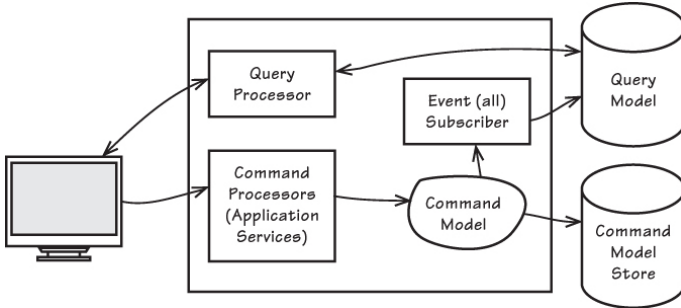 Query
Processor
Event (all)
Subscriber
Query
Model
Command
Processors
(Application
Services)
Command
Model
Command
Model
Store